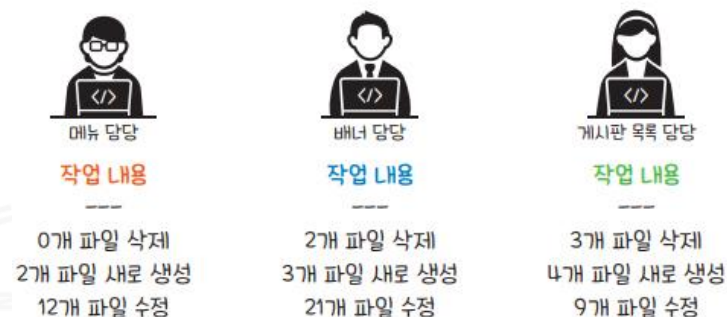 </>
메뉴 담당
작업 내용
---
0개 파일 삭제
2개 파일 새로 생성
12개 파일 수정
</>
배너 담당
작업 내용
---
2개 파일 삭제
3개 파일 새로 생성
21개 파일 수정
</>
게시판 목록 담당
작업 내용
---
3개 파일 삭제
4개 파일 새로 생성
9개 파일 수정